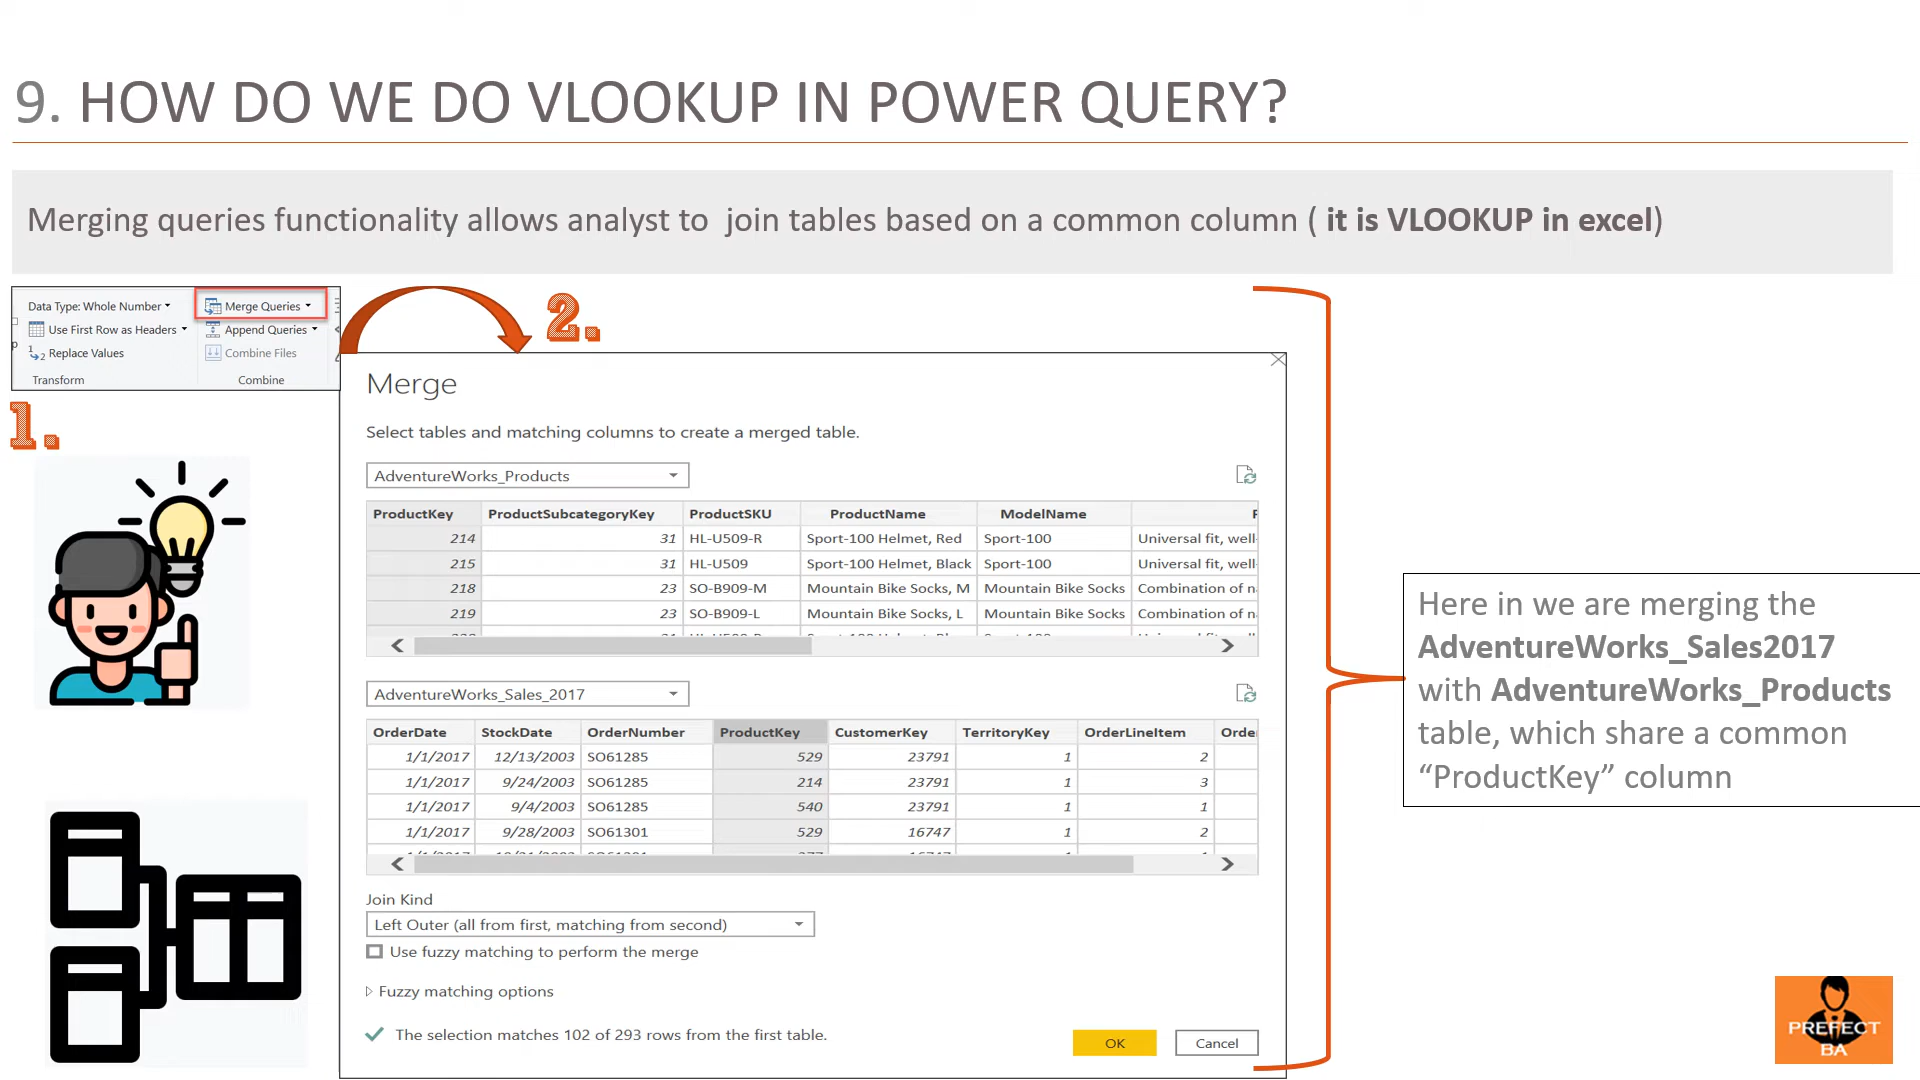 9. HOW DO WE DO VLOOKUP IN POWER QUERY?
Merging queries functionality allows analyst to join tables based on a common column ( it is VLOOKUP in excel)
Data Type: Whole Number
Merge Queries
Use First Row as Headers
Append Queries
Replace Values
Combine Files
Transform
Combine
1.
2.
Merge
Select tables and matching columns to create a merged table.
AdventureWorks_Products
ProductKey ProductSubcategoryKey ProductSKU ProductName ModelName
214 31 HL-U509-R Sport-100 Helmet, Red Sport-100 Universal fit, well-
215 31 HL-U509 Sport-100 Helmet, Black Sport-100 Universal fit, well-
218 23 SO-B909-M Mountain Bike Socks, M Mountain Bike Socks Combination of n
219 23 SO-B909-L Mountain Bike Socks, L Mountain Bike Socks Combination of n
AdventureWorks_Sales_2017
OrderDate StockDate OrderNumber ProductKey CustomerKey TerritoryKey OrderLineItem Orde
1/1/2017 12/13/2003 SO61285 529 23791 1 2
1/1/2017 9/24/2003 SO61285 214 23791 1 3
1/1/2017 9/4/2003 SO61285 540 23791 1 1
1/1/2017 9/28/2003 SO61301 529 16747 1 2
Join Kind
Left Outer (all from first, matching from second)
Use fuzzy matching to perform the merge
Fuzzy matching options
The selection matches 102 of 293 rows from the first table.
OK
Cancel
Here in we are merging the
AdventureWorks_Sales2017
with AdventureWorks_Products
table, which share a common
“ProductKey” column
PREFECT
BA